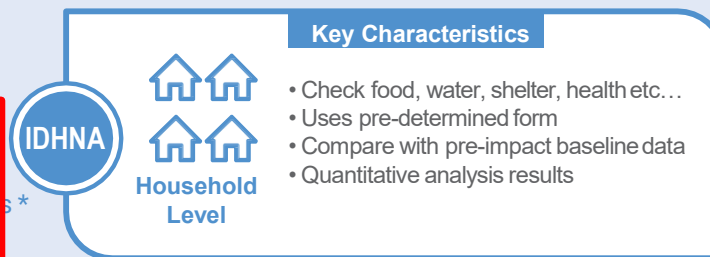 Key Characteristics
IDHNA
Household
Level
• Check food, water, shelter, health etc…
• Uses pre-determined form
• Compare with pre-impact baseline data
• Quantitative analysis results
s *